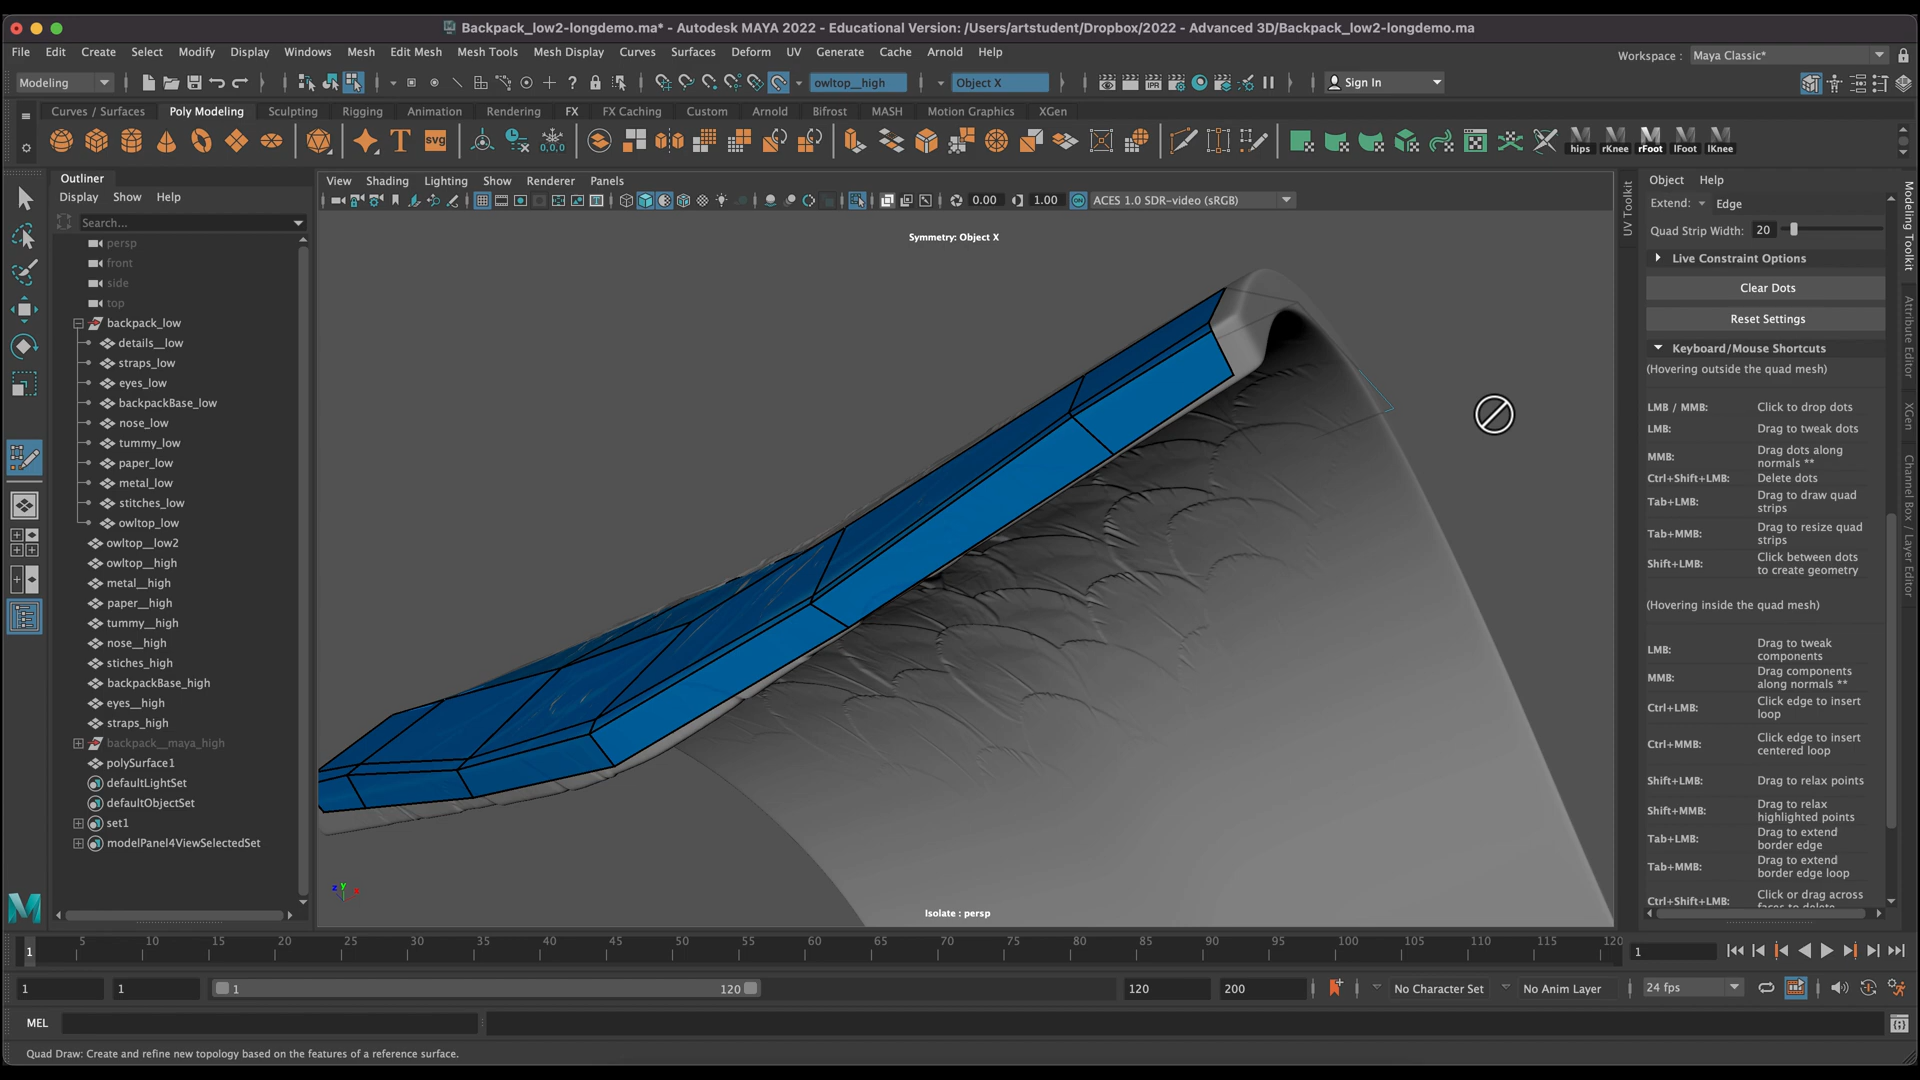 Backpack_low2-longdemo.ma* - Autodesk MAYA 2022 - Educational Version: /Users/artstudent/Dropbox/2022 - Advanced 3D/Backpack_low2-longdemo.ma
File Edit Create Select Modify Display Windows Mesh Edit Mesh Mesh Tools Mesh Display Curves Surfaces Deform UV Generate Cache Arnold Help
Workspace : Maya Classic*
Modeling owltop__high Object X Sign In
Curves / Surfaces Poly Modeling Sculpting Rigging Animation Rendering FX FX Caching Custom Arnold Bifrost MASH Motion Graphics XGen
SVG 0,0,0 hips rKnee rFoot lFoot lKnee
Outliner
Display Show Help
Search...
persp
front
side
top
backpack_low
details__low
straps_low
eyes_low
backpackBase_low
nose_low
tummy_low
paper_low
metal_low
stitches_low
owltop_low
owltop__low2
owltop__high
metal__high
paper__high
tummy__high
nose__high
stiches_high
backpackBase_high
eyes__high
straps_high
backpack__maya_high
polySurface1
defaultLightSet
defaultObjectSet
set1
modelPanel4ViewSelectedSet
View Shading Lighting Show Renderer Panels
0.00 1.00 ON ACES 1.0 SDR-video (sRGB)
Symmetry: Object X
Isolate : persp
z y x
UV Toolkit
Object Help
Extend: Edge
Quad Strip Width: 20
Live Constraint Options
Clear Dots
Reset Settings
Keyboard/Mouse Shortcuts
(Hovering outside the quad mesh)
LMB / MMB: Click to drop dots
LMB: Drag to tweak dots
MMB: Drag dots along normals **
Ctrl+Shift+LMB: Delete dots
Tab+LMB: Drag to draw quad strips
Tab+MMB: Drag to resize quad strips
Shift+LMB: Click between dots to create geometry
(Hovering inside the quad mesh)
LMB: Drag to tweak components
MMB: Drag components along normals **
Ctrl+LMB: Click edge to insert loop
Ctrl+MMB: Click edge to insert centered loop
Shift+LMB: Drag to relax points
Shift+MMB: Drag to relax highlighted points
Tab+LMB: Drag to extend border edge
Tab+MMB: Drag to extend border edge loop
Ctrl+Shift+LMB: Click or drag across faces to delete
Modeling Toolkit
Attribute Editor
XGen
Channel Box / Layer Editor
1 5 10 15 20 25 30 35 40 45 50 55 60 65 70 75 80 85 90 95 100 105 110 115 120 1
1 1 1 120 120 200 No Character Set No Anim Layer 24 fps
MEL
Quad Draw: Create and refine new topology based on the features of a reference surface.